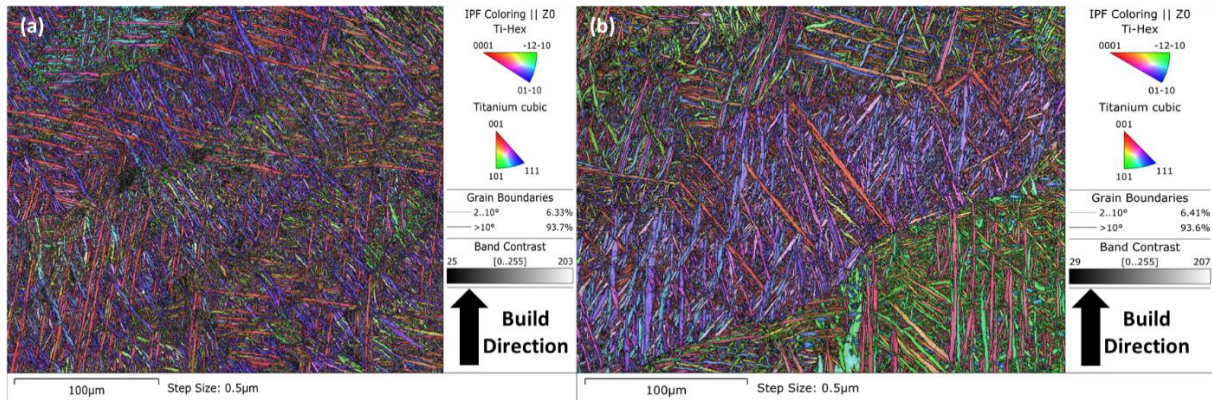 (a)
IPF Coloring || Z0
Ti-Hex
0001 -12-10
01-10
Titanium cubic
001
101 111
Grain Boundaries
2..10° 6.33%
>10° 93.7%
Band Contrast
25 [0..255] 203
Build
Direction
100μm Step Size: 0.5μm
(b)
IPF Coloring || Z0
Ti-Hex
0001 -12-10
01-10
Titanium cubic
001
101 111
Grain Boundaries
2..10° 6.41%
>10° 93.6%
Band Contrast
29 [0..255] 207
Build
Direction
100μm Step Size: 0.5μm